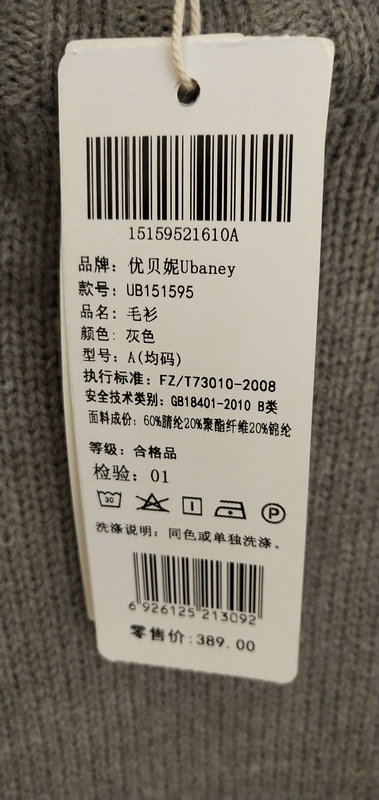 15159521610A
品牌：优贝妮Ubaney
款号：UB151595
品名：毛衫
颜色：灰色
型号：A(均码)
执行标准：FZ/T73010-2008
安全技术类别：GB18401-2010 B类
面料成份：60%腈纶20%聚酯纤维20%锦纶
等级：合格品
检验：01
30 P
洗涤说明：同色或单独洗涤。
6 926125 213092
零售价:389.00